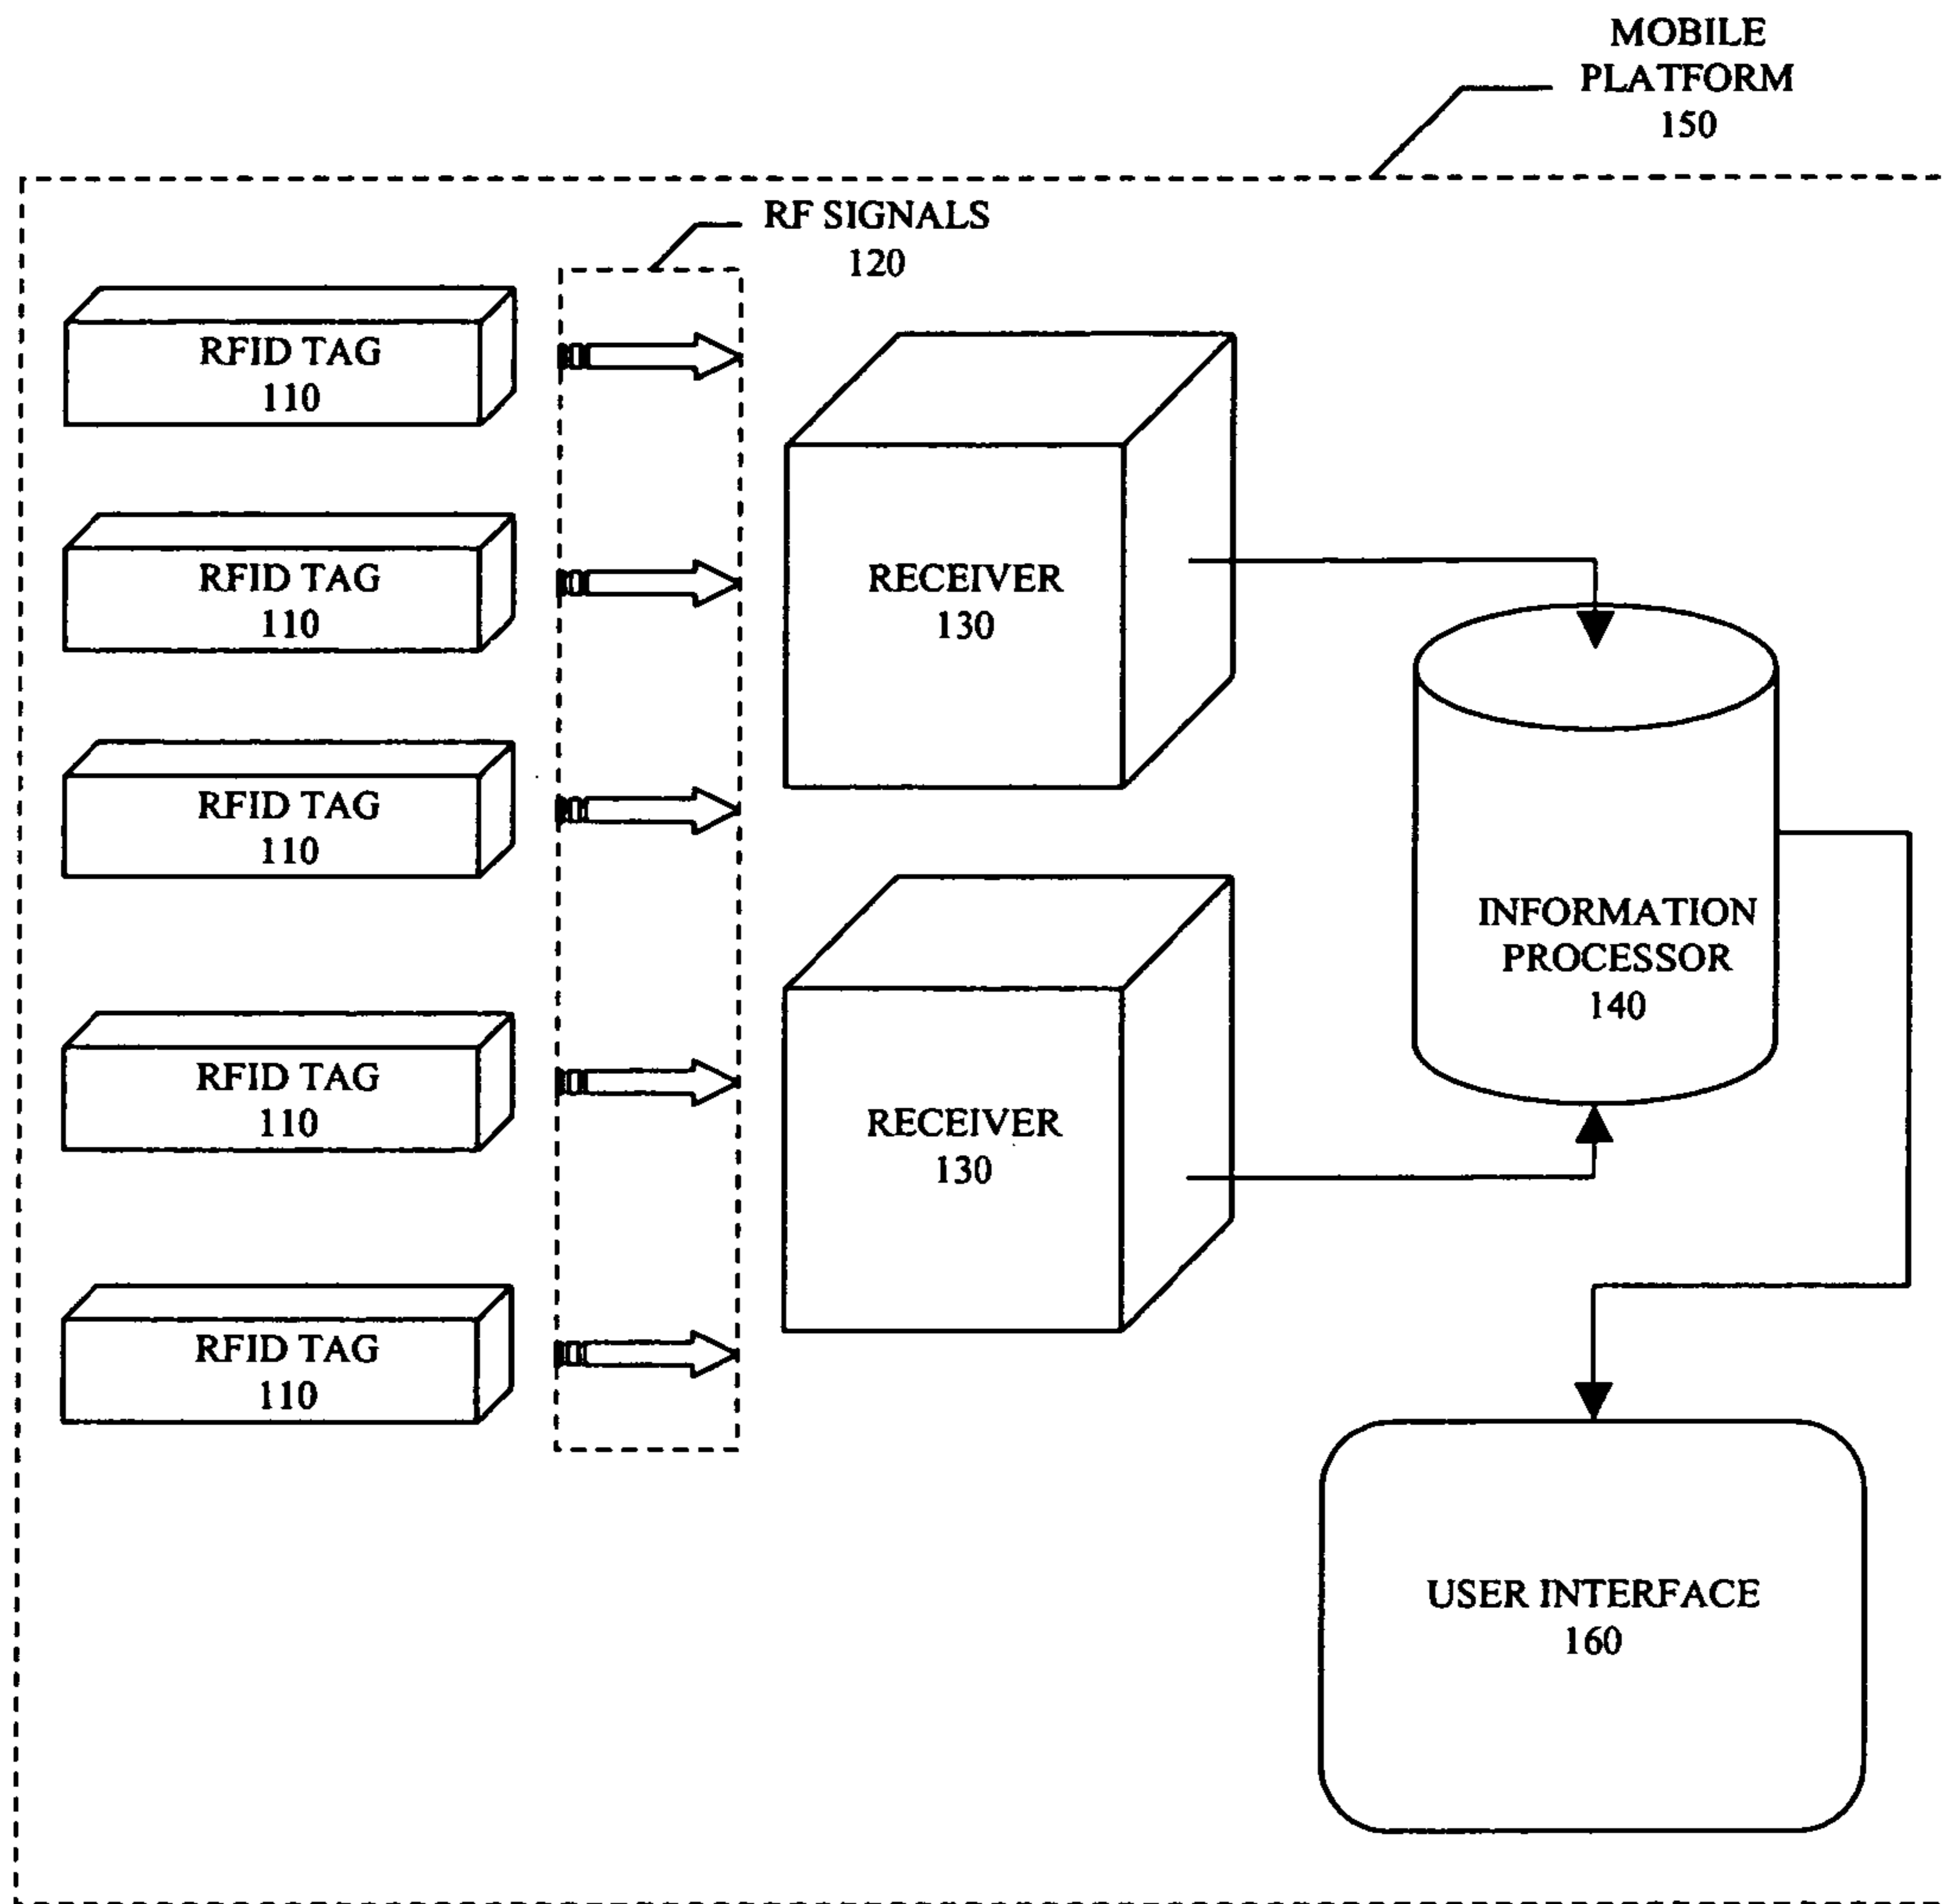 MOBILE
PLATFORM
150
RF SIGNALS
120
RFID TAG
110
RFID TAG
110
RFID TAG
110
RFID TAG
110
RFID TAG
110
RECEIVER
130
RECEIVER
130
INFORMATION
PROCESSOR
140
USER INTERFACE
160